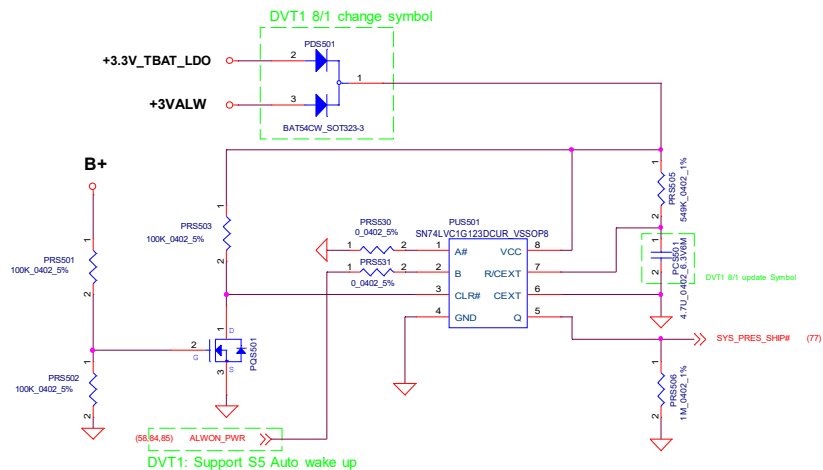 DVT1 8/1 change symbol
PDS501
+3.3V_TBAT_LDO
2
1
+3VALW
3
BAT54CW_SOT323-3
B+
1
PRS501
100K_0402_5%
2
1
PRS503
100K_0402_5%
2
PRS530
0_0402_5%
1
2
PRS531
1
2
0_0402_5%
PUS501
SN74LVC1G123DCUR_VSSOP8
1
A#
VCC
8
2
B
R/CEXT
7
3
CLR#
CEXT
6
4
GND
Q
5
1
PRS505
549K_0402_1%
2
1
PCS501
4.7U_0402_6.3V6M
2
DVT1 8/1 update Symbol
1
D
2
G
S
3
PQS501
1
PRS502
100K_0402_5%
2
SYS_PRES_SHIP#
(77)
1
PRS506
1M_0402_1%
2
(58,84,85)
ALWON_PWR
DVT1: Support S5 Auto wake up